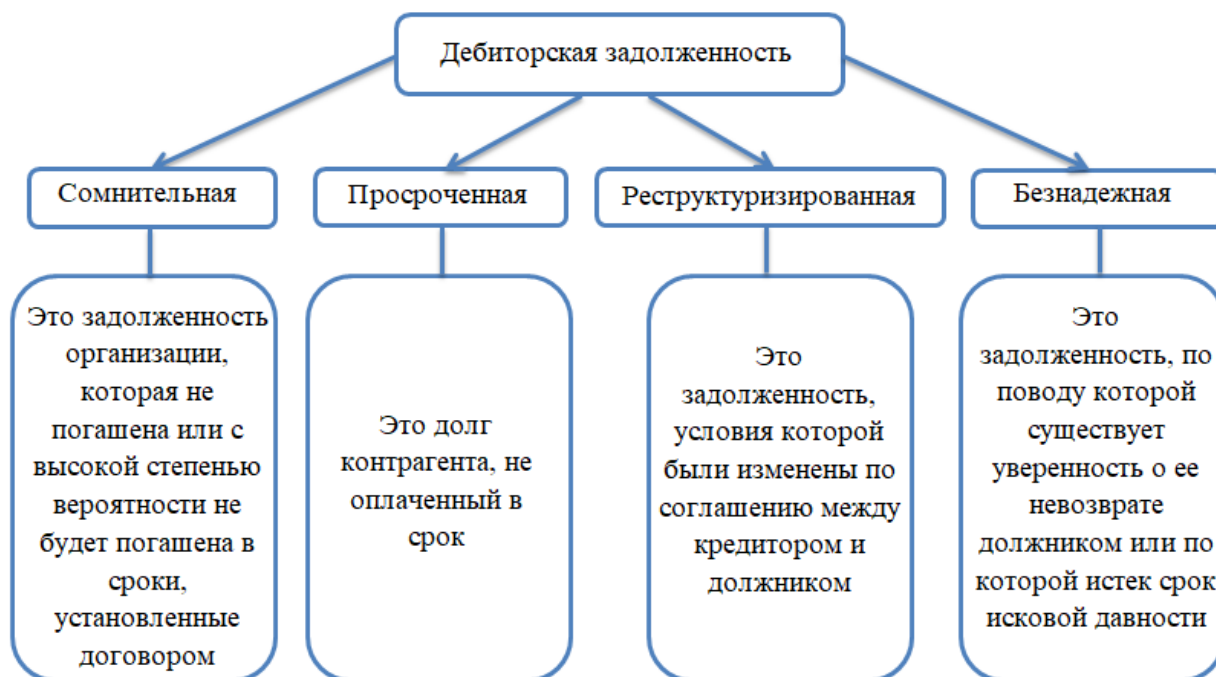 Дебиторская задолженность
Сомнительная
Просроченная
Реструктуризированная
Безнадежная
Это задолженность
организации,
которая не
погашена или с
высокой степенью
вероятности не
будет погашена в
сроки,
установленные
договором
Это долг
контрагента, не
оплаченный в
срок
Это
задолженность,
условия которой
были изменены по
соглашению между
кредитором и
должником
Это
задолженность, по
поводу которой
существует
уверенность о ее
невозврате
должником или по
которой истек срок
исковой давности